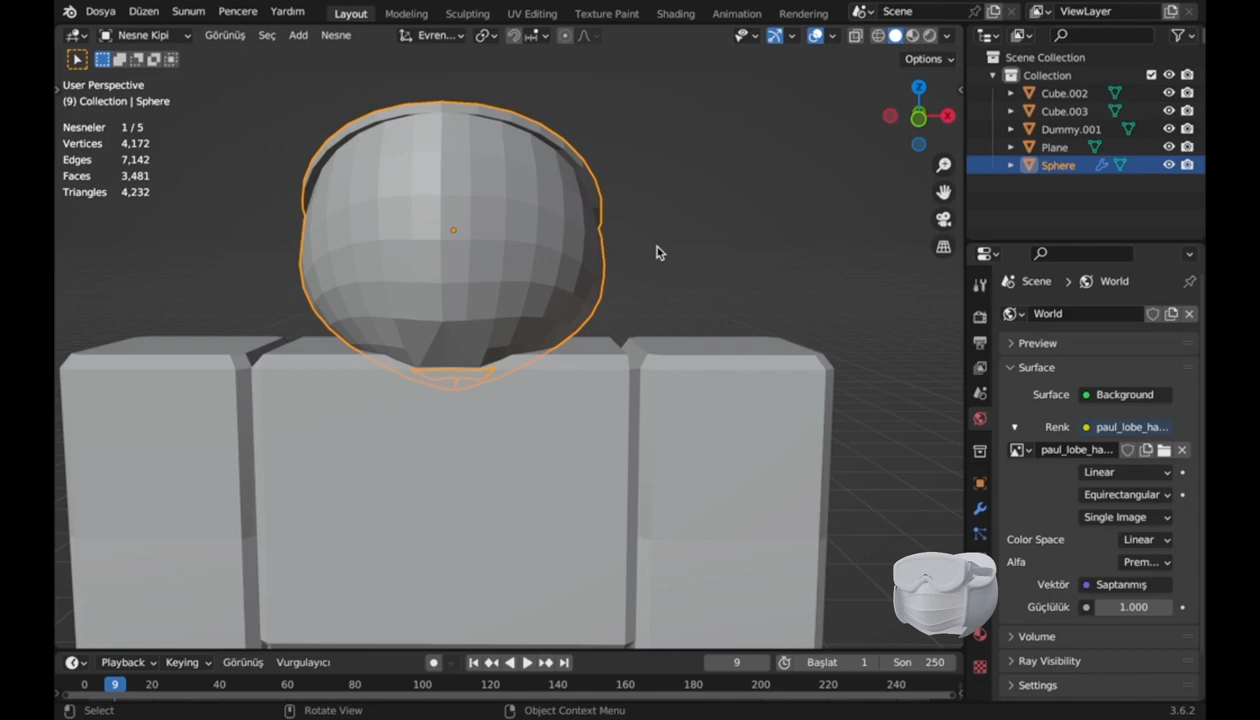 Dosya Düzen Sunum Pencere Yardım Layout Modeling Sculpting UV Editing Texture Paint Shading Animation Rendering Scene ViewLayer
Nesne Kipi Görünüş Seç Add Nesne Evren...
Options
User Perspective
(9) Collection | Sphere
Nesneler 1 / 5
Vertices 4,172
Edges 7,142
Faces 3,481
Triangles 4,232
Z
X
Scene Collection
Collection
Cube.002
Cube.003
Dummy.001
Plane
Sphere
Scene > World
World
Preview
Surface
Surface Background
Renk paul_lobe_ha...
paul_lobe_ha...
Linear
Equirectangular
Single Image
Color Space Linear
Alfa Prem...
Vektör Saptanmış
Güçlülük 1.000
Volume
Ray Visibility
Settings
Playback Keying Görünüş Vurgulayıcı 9 Başlat 1 Son 250
0 9 20 40 60 80 100 120 140 160 180 200 220 240
Select Rotate View Object Context Menu 3.6.2